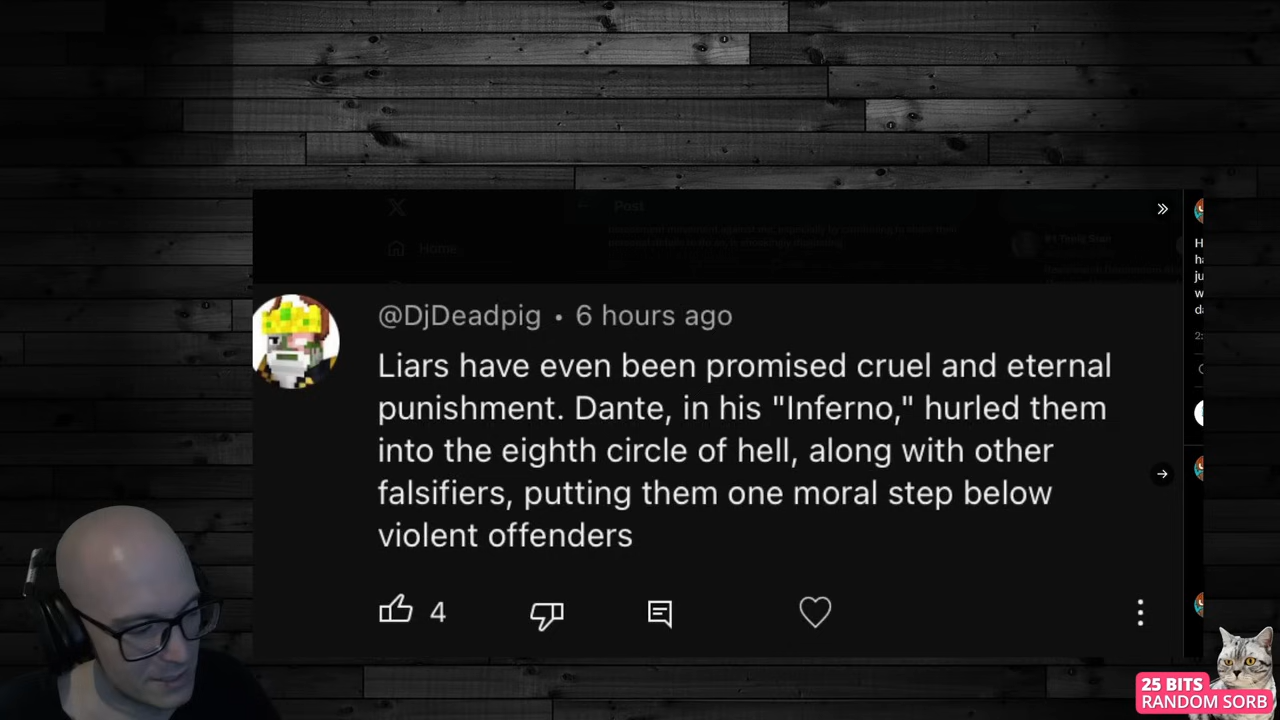 Post
Home
@DjDeadpig • 6 hours ago
Liars have even been promised cruel and eternal
punishment. Dante, in his "Inferno," hurled them
into the eighth circle of hell, along with other
falsifiers, putting them one moral step below
violent offenders
4
25 BITS
RANDOM SORB